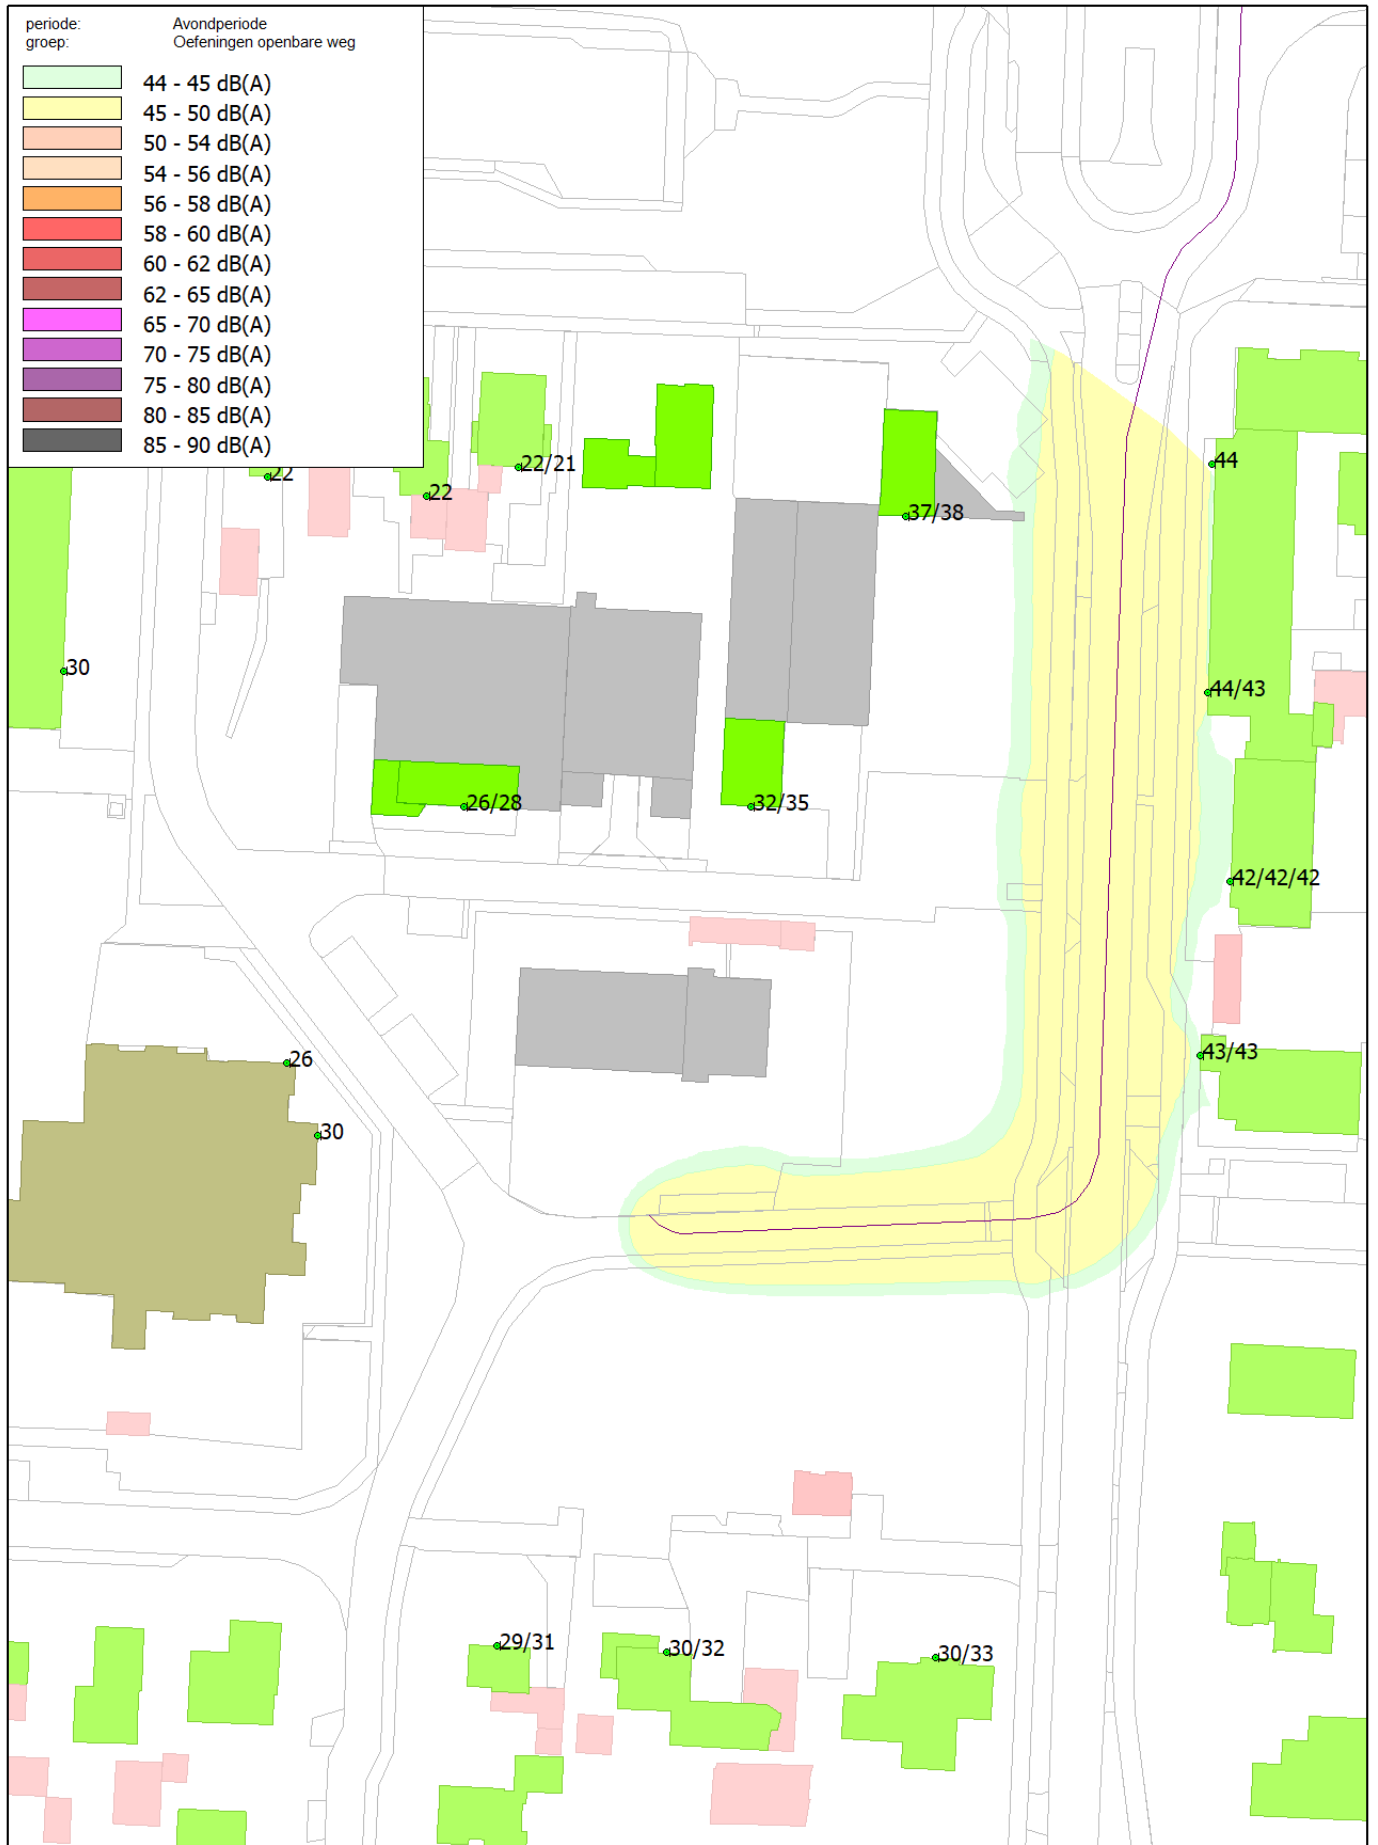 periode: Avondperiode
groep: Oefeningen openbare weg
44 - 45 dB(A)
45 - 50 dB(A)
50 - 54 dB(A)
54 - 56 dB(A)
56 - 58 dB(A)
58 - 60 dB(A)
60 - 62 dB(A)
62 - 65 dB(A)
65 - 70 dB(A)
70 - 75 dB(A)
75 - 80 dB(A)
80 - 85 dB(A)
85 - 90 dB(A)
44
22/21
22
22
37/38
30
44/43
26/28
32/35
42/42/42
43/43
26
30
29/31
30/32
30/33